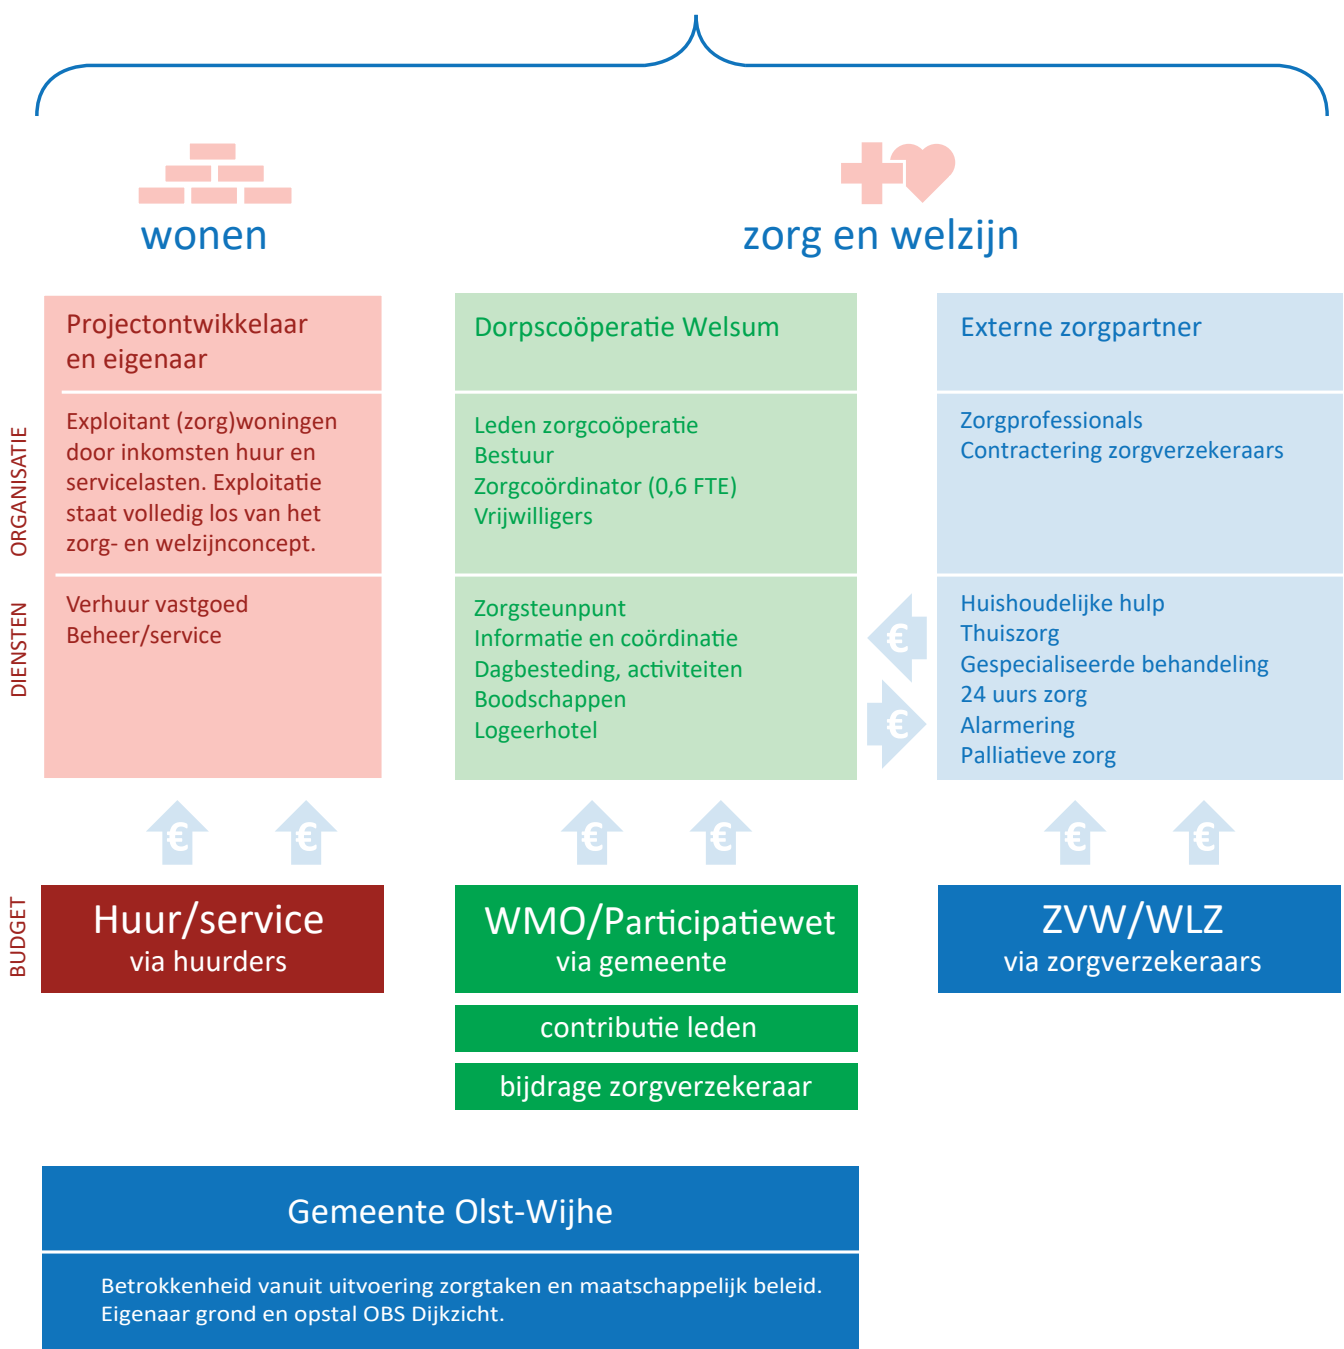 wonen
zorg en welzijn
Projectontwikkelaar
en eigenaar
Dorpscoöperatie Welsum
Externe zorgpartner
ORGANISATIE
Exploitant (zorg)woningen
door inkomsten huur en
servicelasten. Exploitatie
staat volledig los van het
zorg- en welzijnconcept.
Leden zorgcoöperatie
Bestuur
Zorgcoördinator (0,6 FTE)
Vrijwilligers
Zorgprofessionals
Contractering zorgverzekeraars
DIENSTEN
Verhuur vastgoed
Beheer/service
Zorgsteunpunt
Informatie en coördinatie
Dagbesteding, activiteiten
Boodschappen
Logeerhotel
€
€
Huishoudelijke hulp
Thuiszorg
Gespecialiseerde behandeling
24 uurs zorg
Alarmering
Palliatieve zorg
€ €
€ €
€ €
BUDGET
Huur/service
via huurders
WMO/Participatiewet
via gemeente
contributie leden
bijdrage zorgverzekeraar
ZVW/WLZ
via zorgverzekeraars
Gemeente Olst-Wijhe
Betrokkenheid vanuit uitvoering zorgtaken en maatschappelijk beleid.
Eigenaar grond en opstal OBS Dijkzicht.